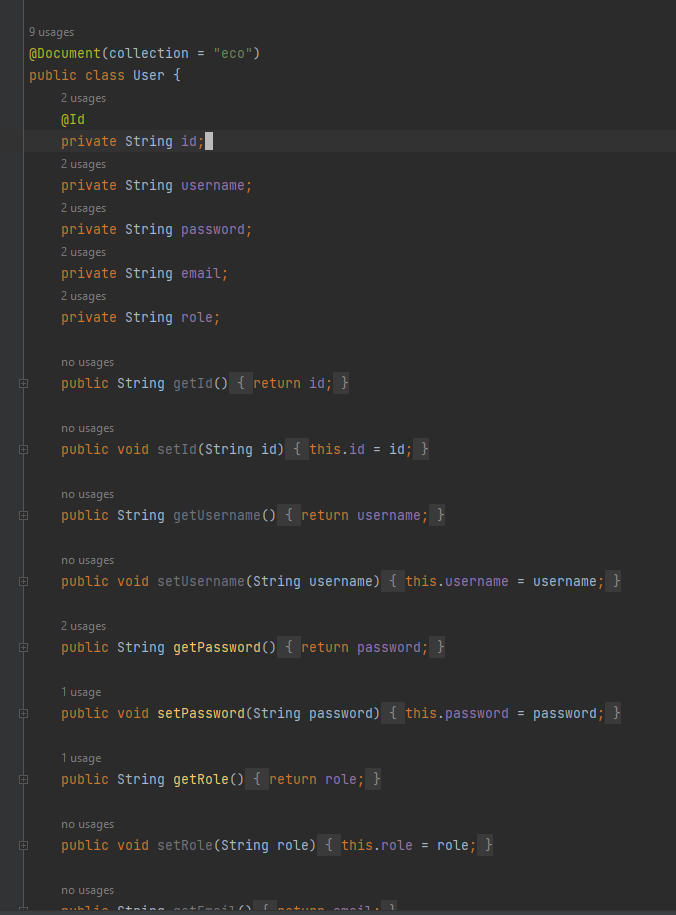 9 usages
@Document(collection = "eco")
public class User {
2 usages
@Id
private String id;
2 usages
private String username;
2 usages
private String password;
2 usages
private String email;
2 usages
private String role;
no usages
public String getId() { return id; }
no usages
public void setId(String id) { this.id = id; }
no usages
public String getUsername() { return username; }
no usages
public void setUsername(String username) { this.username = username; }
2 usages
public String getPassword() { return password; }
1 usage
public void setPassword(String password) { this.password = password; }
1 usage
public String getRole() { return role; }
no usages
public void setRole(String role) { this.role = role; }
no usages
public String getEmail() { return email; }